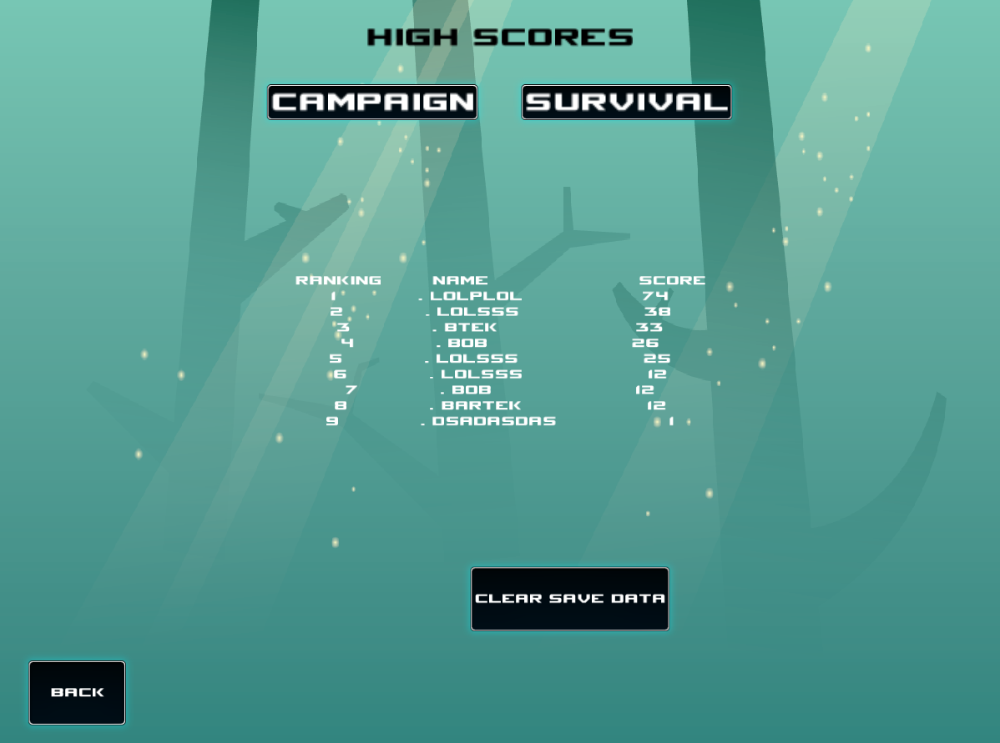 HIGH SCORES
CAMPAIGN SURVIVAL
RANKING NAME SCORE
1 . LOLPLOL 74
2 . LOLSSS 38
3 . BTEK 33
4 . BOB 26
5 . LOLSSS 25
6 . LOLSSS 12
7 . BOB 12
8 . BARTEK 12
9 . DSADASDAS 1
CLEAR SAVE DATA
BACK